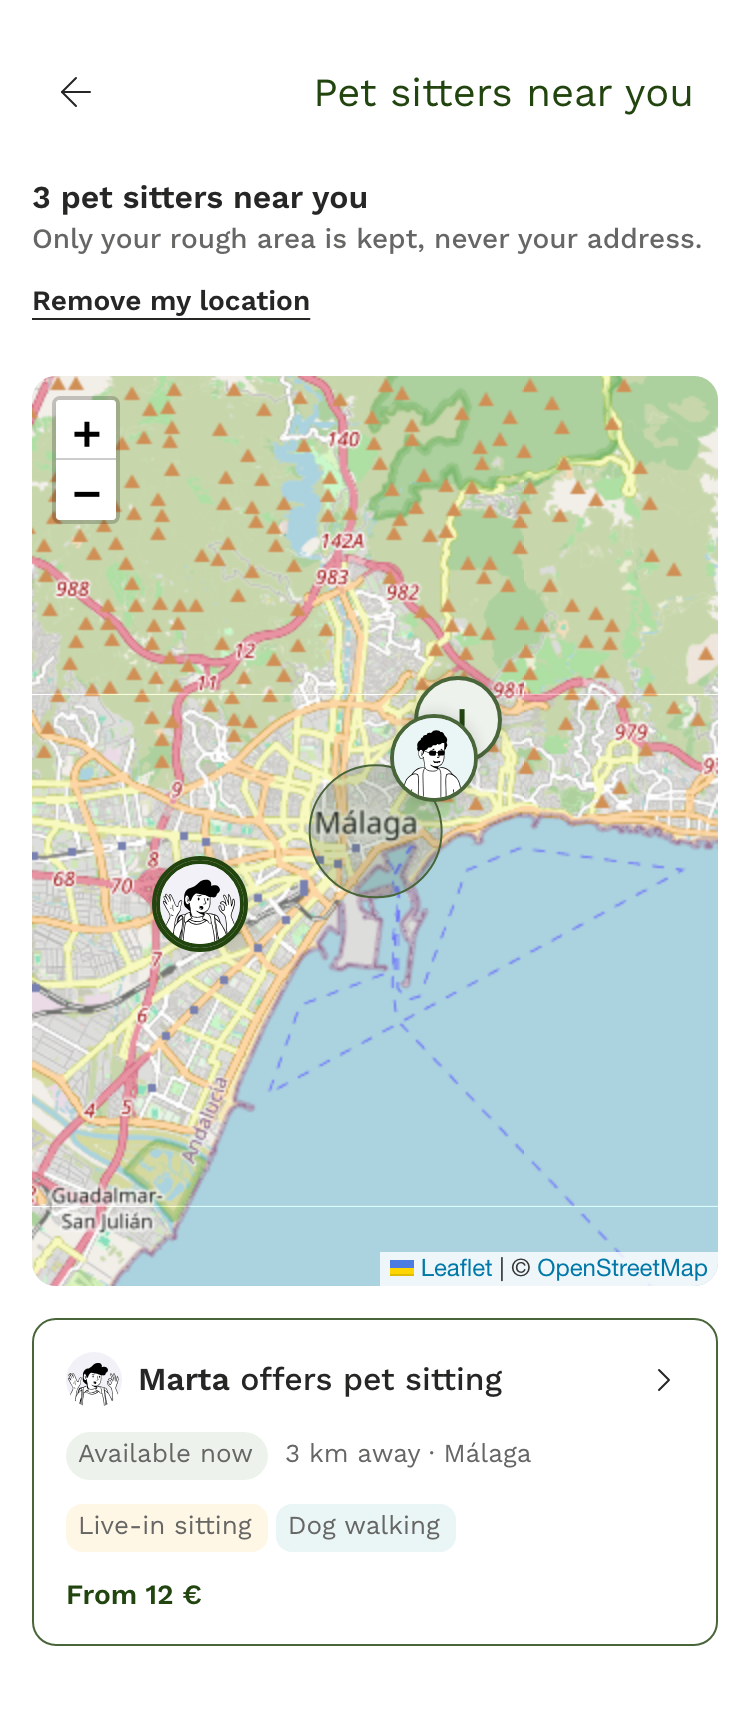 Pet sitters near you
3 pet sitters near you
Only your rough area is kept, never your address.
Remove my location
+
−
140
142A
983
988
982
12
11
981
979
9
Málaga
8
68
70
7
6
4
5
Andalucía
Guadalmar-
San Julián
Leaflet | © OpenStreetMap
Marta offers pet sitting
Available now
3 km away · Málaga
Live-in sitting
Dog walking
From 12 €